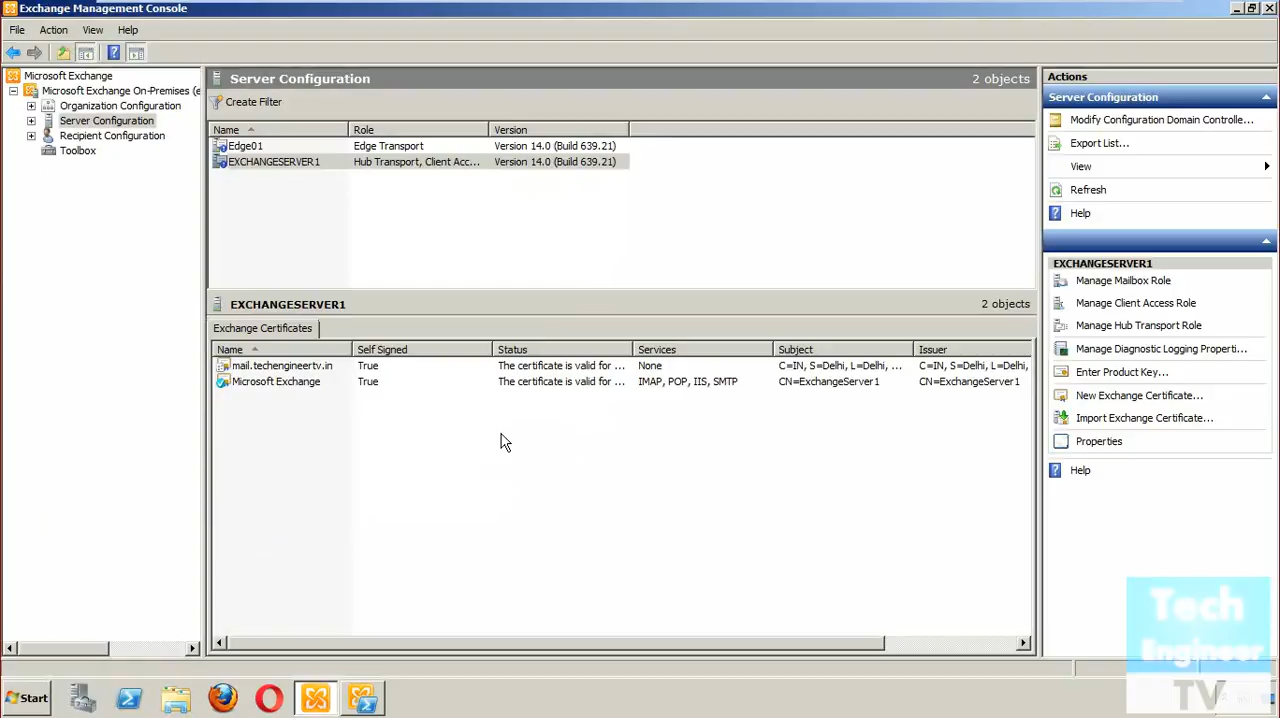 Exchange Management Console
File Action View Help
Microsoft Exchange
Microsoft Exchange On-Premises (e
Organization Configuration
Server Configuration
Recipient Configuration
Toolbox
Server Configuration 2 objects
Create Filter
Name Role Version
Edge01 Edge Transport Version 14.0 (Build 639.21)
EXCHANGESERVER1 Hub Transport, Client Acc... Version 14.0 (Build 639.21)
EXCHANGESERVER1 2 objects
Exchange Certificates
Name Self Signed Status Services Subject Issuer
mail.techengineertv.in True The certificate is valid for ... None C=IN, S=Delhi, L=Delhi, ... C=IN, S=Delhi, L=Delhi,
Microsoft Exchange True The certificate is valid for ... IMAP, POP, IIS, SMTP CN=ExchangeServer1 CN=ExchangeServer1
Actions
Server Configuration
Modify Configuration Domain Controlle...
Export List...
View
Refresh
Help
EXCHANGESERVER1
Manage Mailbox Role
Manage Client Access Role
Manage Hub Transport Role
Manage Diagnostic Logging Properti...
Enter Product Key...
New Exchange Certificate...
Import Exchange Certificate...
Properties
Help
Tech
Engineer
TV
Start